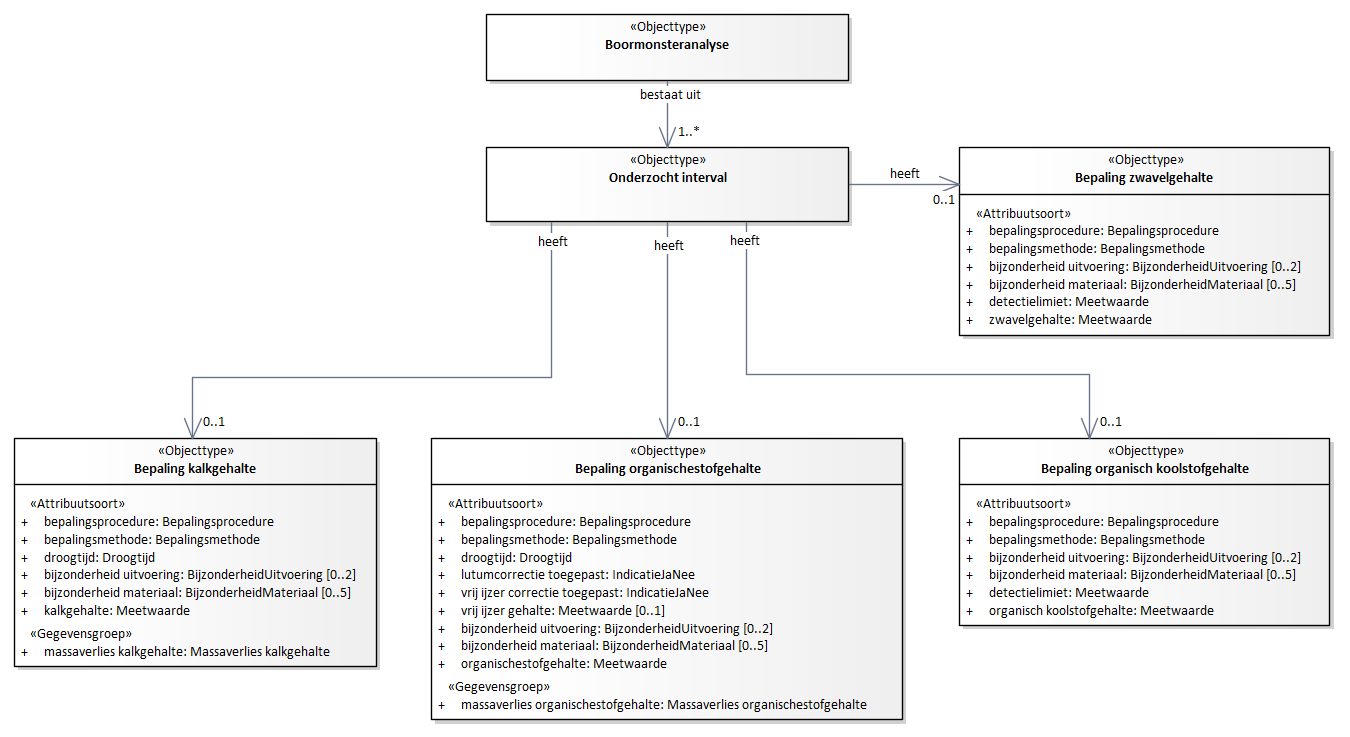 «Objecttype»
Boormonsteranalyse
bestaat uit
1..*
«Objecttype»
Onderzocht interval
heeft
0..1
«Objecttype»
Bepaling zwavelgehalte
«Attribuutsoort»
+ bepalingsprocedure: Bepalingsprocedure
+ bepalingsmethode: Bepalingsmethode
+ bijzonderheid uitvoering: BijzonderheidUitvoering [0..2]
+ bijzonderheid materiaal: BijzonderheidMateriaal [0..5]
+ detectielimiet: Meetwaarde
+ zwavelgehalte: Meetwaarde
heeft
heeft
heeft
0..1
0..1
0..1
«Objecttype»
Bepaling kalkgehalte
«Attribuutsoort»
+ bepalingsprocedure: Bepalingsprocedure
+ bepalingsmethode: Bepalingsmethode
+ droogtijd: Droogtijd
+ bijzonderheid uitvoering: BijzonderheidUitvoering [0..2]
+ bijzonderheid materiaal: BijzonderheidMateriaal [0..5]
+ kalkgehalte: Meetwaarde
«Gegevensgroep»
+ massaverlies kalkgehalte: Massaverlies kalkgehalte
«Objecttype»
Bepaling organischestofgehalte
«Attribuutsoort»
+ bepalingsprocedure: Bepalingsprocedure
+ bepalingsmethode: Bepalingsmethode
+ droogtijd: Droogtijd
+ lutumcorrectie toegepast: IndicatieJaNee
+ vrij ijzer correctie toegepast: IndicatieJaNee
+ vrij ijzer gehalte: Meetwaarde [0..1]
+ bijzonderheid uitvoering: BijzonderheidUitvoering [0..2]
+ bijzonderheid materiaal: BijzonderheidMateriaal [0..5]
+ organischestofgehalte: Meetwaarde
«Gegevensgroep»
+ massaverlies organischestofgehalte: Massaverlies organischestofgehalte
«Objecttype»
Bepaling organisch koolstofgehalte
«Attribuutsoort»
+ bepalingsprocedure: Bepalingsprocedure
+ bepalingsmethode: Bepalingsmethode
+ bijzonderheid uitvoering: BijzonderheidUitvoering [0..2]
+ bijzonderheid materiaal: BijzonderheidMateriaal [0..5]
+ detectielimiet: Meetwaarde
+ organisch koolstofgehalte: Meetwaarde